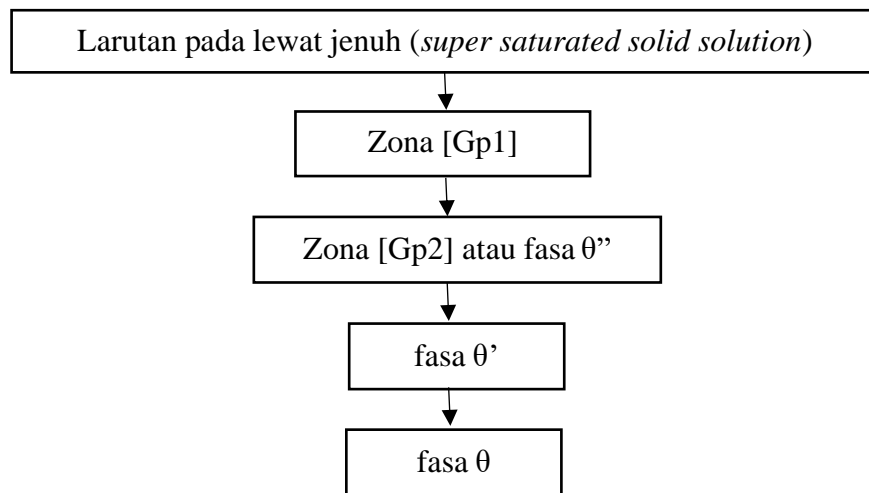 Larutan pada lewat jenuh (super saturated solid solution)
Zona [Gp1]
Zona [Gp2] atau fasa θ”
fasa θ’
fasa θ